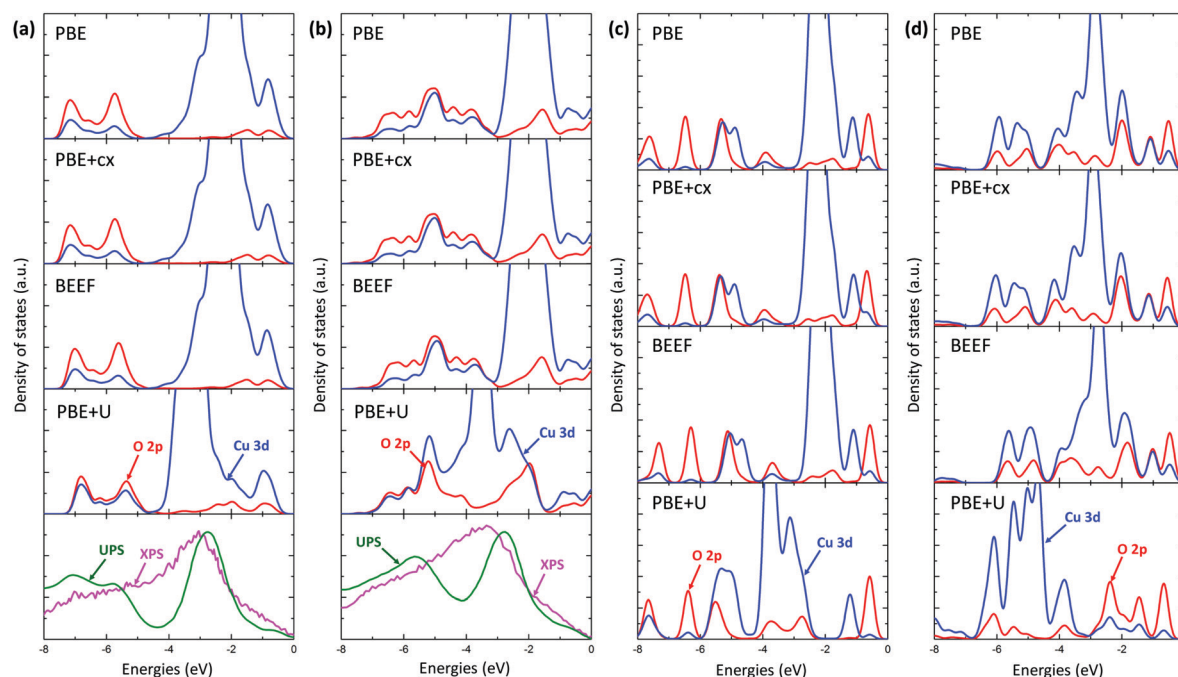 (a)
PBE
PBE+cx
BEEF
PBE+U
O 2p
Cu 3d
UPS
XPS
Density of states (a.u.)
-8 -6 -4 -2 0
Energies (eV)
(b)
PBE
PBE+cx
BEEF
PBE+U
O 2p
Cu 3d
UPS
XPS
Density of states (a.u.)
-6 -4 -2 0
Energies (eV)
(c)
PBE
PBE+cx
BEEF
PBE+U
O 2p
Cu 3d
Density of states (a.u.)
-8 -6 -4 -2 0
Energies (eV)
(d)
PBE
PBE+cx
BEEF
PBE+U
Cu 3d
O 2p
Density of states (a.u.)
-8 -6 -4 -2
Energies (eV)